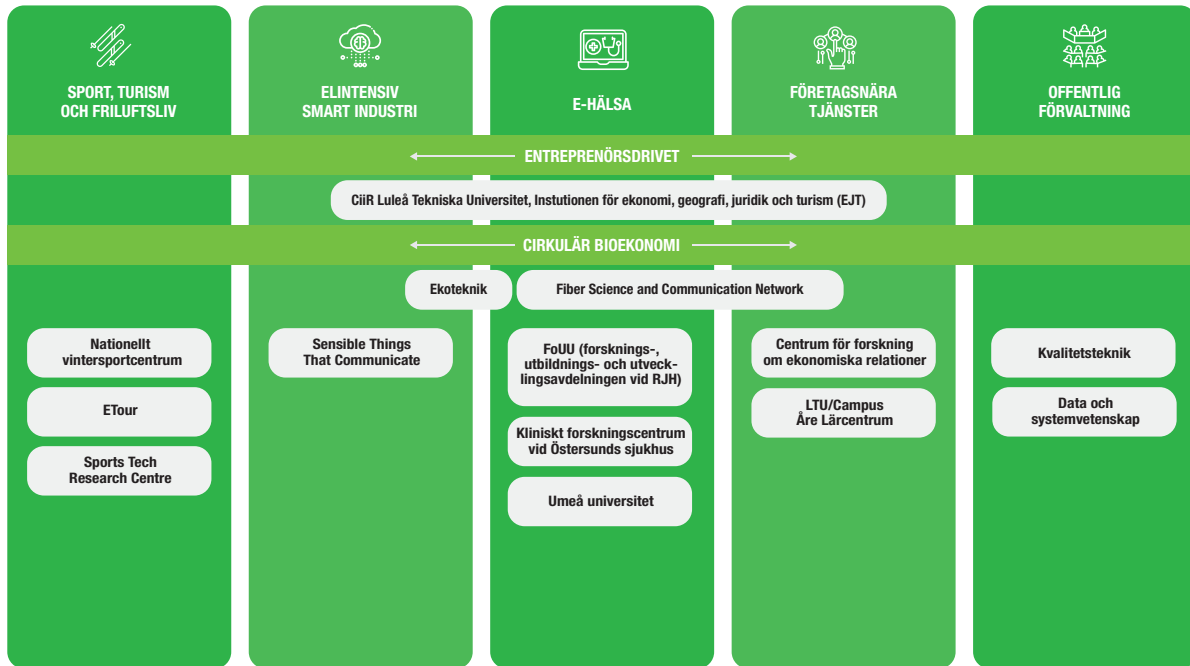 SPORT, TURISM
OCH FRILUFTSLIV
ELINTENSIV
SMART INDUSTRI
E-HÄLSA
FÖRETAGSNÄRA
TJÄNSTER
OFFENTLIG
FÖRVALTNING
ENTREPRENÖRSDRIVET
CiiR Luleå Tekniska Universitet, Instutionen för ekonomi, geografi, juridik och turism (EJT)
CIRKULÄR BIOEKONOMI
Ekoteknik
Fiber Science and Communication Network
Nationellt
vintersportcentrum
ETour
Sports Tech
Research Centre
Sensible Things
That Communicate
FoUU (forsknings-,
utbildnings- och utveck-
lingsavdelningen vid RJH)
Kliniskt forskningscentrum
vid Östersunds sjukhus
Umeå universitet
Centrum för forskning
om ekonomiska relationer
LTU/Campus
Åre Lärcentrum
Kvalitetsteknik
Data och
systemvetenskap